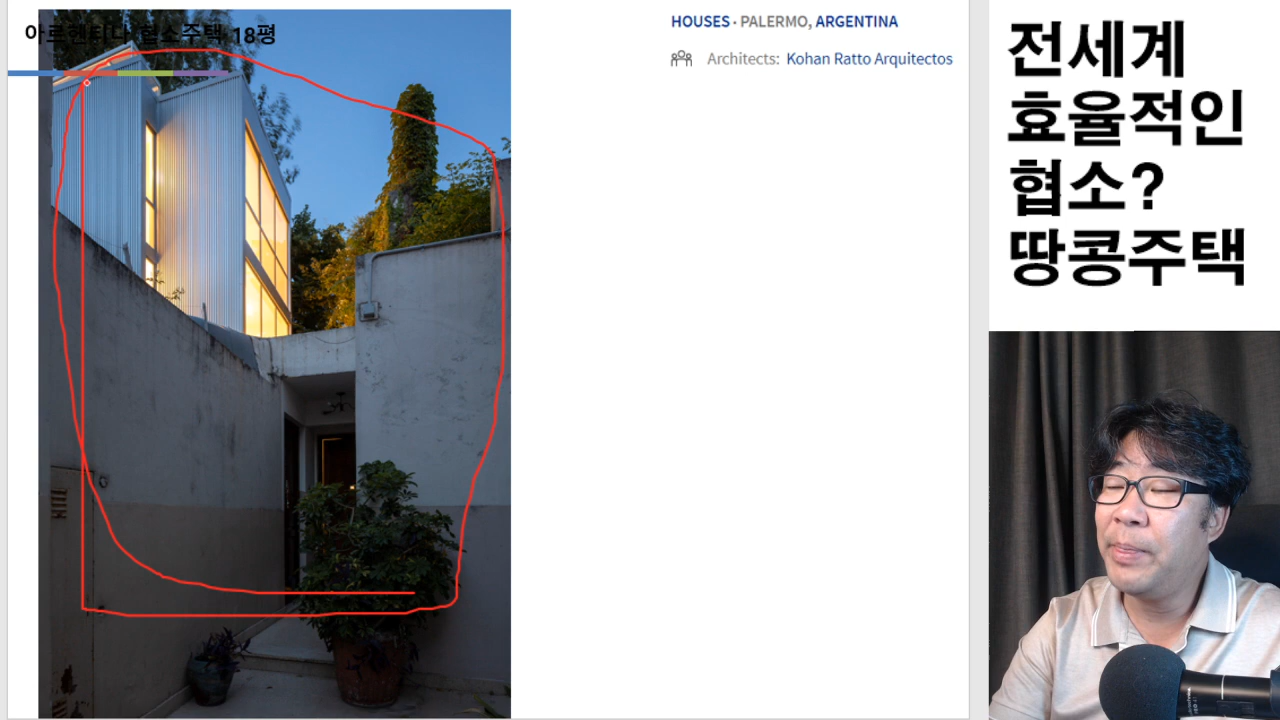 아르헨티나 협소주택 18평
HOUSES · PALERMO, ARGENTINA
Architects: Kohan Ratto Arquitectos
전세계
효율적인
협소?
땅콩주택